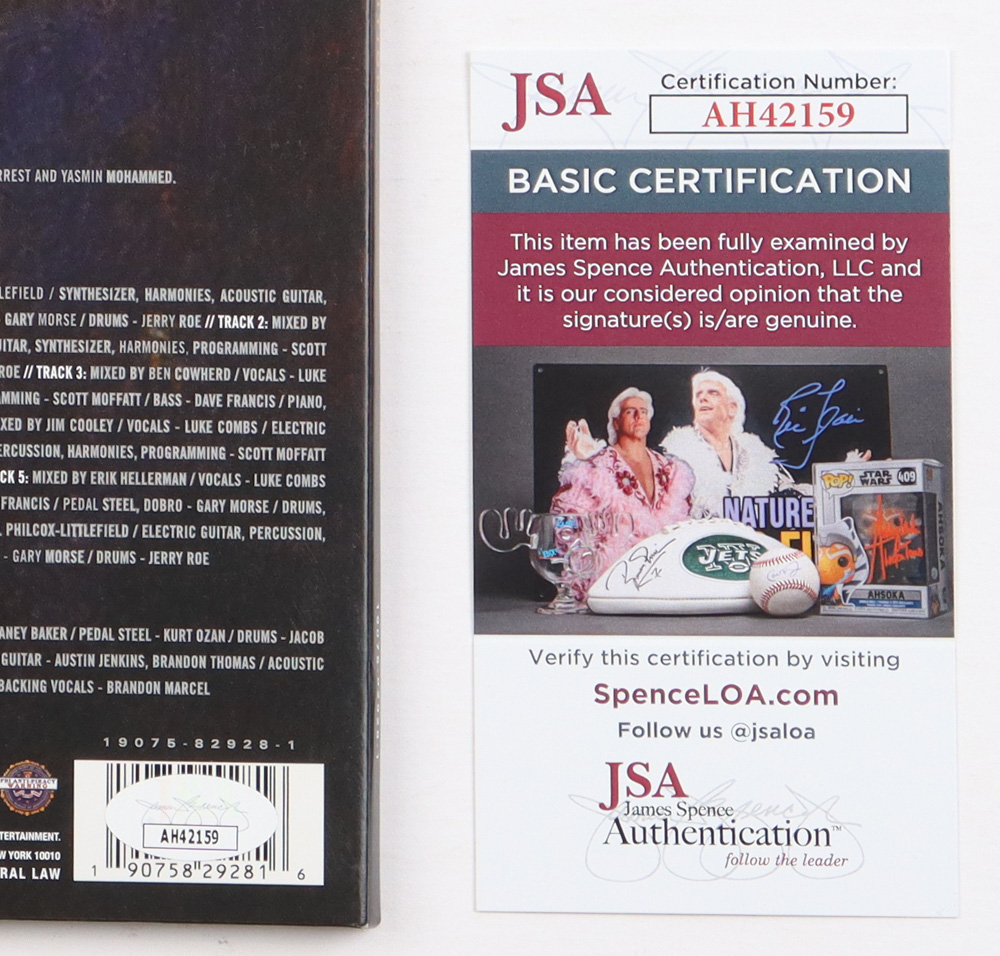 RREST AND YASMIN MOHAMMED.
LEFIELD / SYNTHESIZER, HARMONIES, ACOUSTIC GUITAR,
GARY MORSE / DRUMS - JERRY ROE // TRACK 2: MIXED BY
ITAR, SYNTHESIZER, HARMONIES, PROGRAMMING - SCOTT
ROE // TRACK 3: MIXED BY BEN COWHERD / VOCALS - LUKE
AMMING - SCOTT MOFFATT / BASS - DAVE FRANCIS / PIANO,
XED BY JIM COOLEY / VOCALS - LUKE COMBS / ELECTRIC
ERCUSSION, HARMONIES, PROGRAMMING - SCOTT MOFFATT
CK 5: MIXED BY ERIK HELLERMAN / VOCALS - LUKE COMBS
FRANCIS / PEDAL STEEL, DOBRO - GARY MORSE / DRUMS,
PHILCOX-LITTLEFIELD / ELECTRIC GUITAR, PERCUSSION,
- GARY MORSE / DRUMS - JERRY ROE
ANEY BAKER / PEDAL STEEL - KURT OZAN / DRUMS - JACOB
GUITAR - AUSTIN JENKINS, BRANDON THOMAS / ACOUSTIC
BACKING VOCALS - BRANDON MARCEL
19075-82928-1
TERTAINMENT.
W YORK 10010
RAL LAW
AH42159
1 90758 29281 6
JSA
Certification Number:
AH42159
BASIC CERTIFICATION
This item has been fully examined by
James Spence Authentication, LLC and
it is our considered opinion that the
signature(s) is/are genuine.
NATURE
POP! STAR WARS 409
JETS
AHSOKA
AHSOKA
Verify this certification by visiting
SpenceLOA.com
Follow us @jsaloa
JSA
James Spence
Authentication™
follow the leader